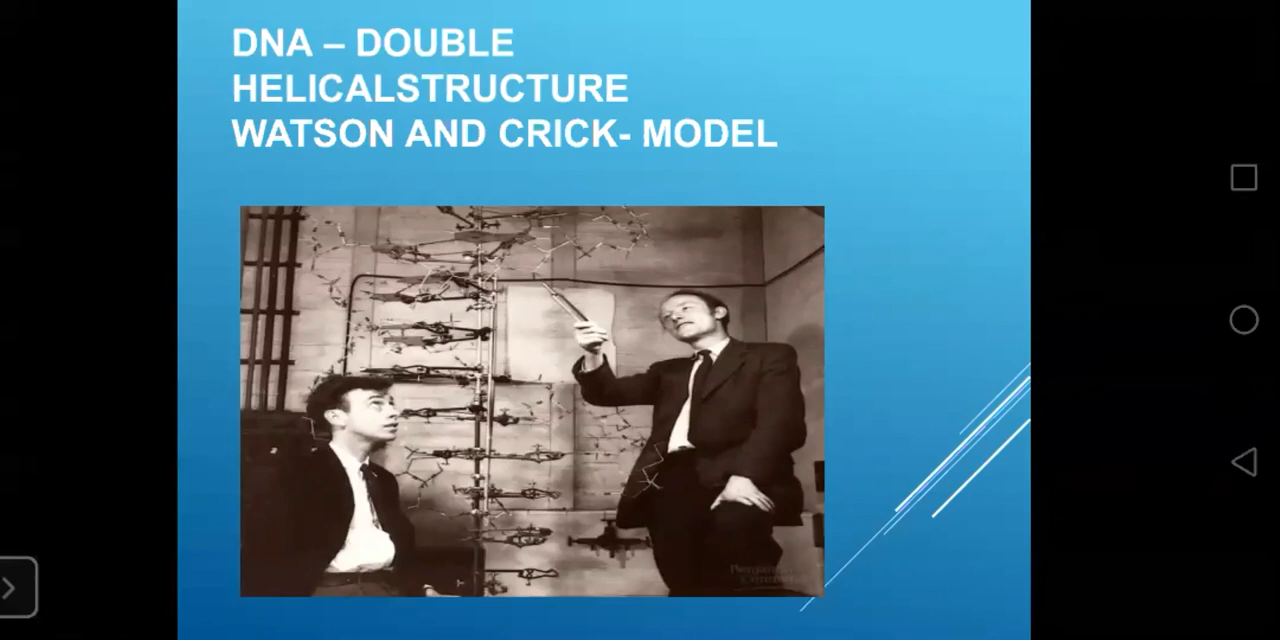 DNA – DOUBLE
HELICALSTRUCTURE
WATSON AND CRICK- MODEL